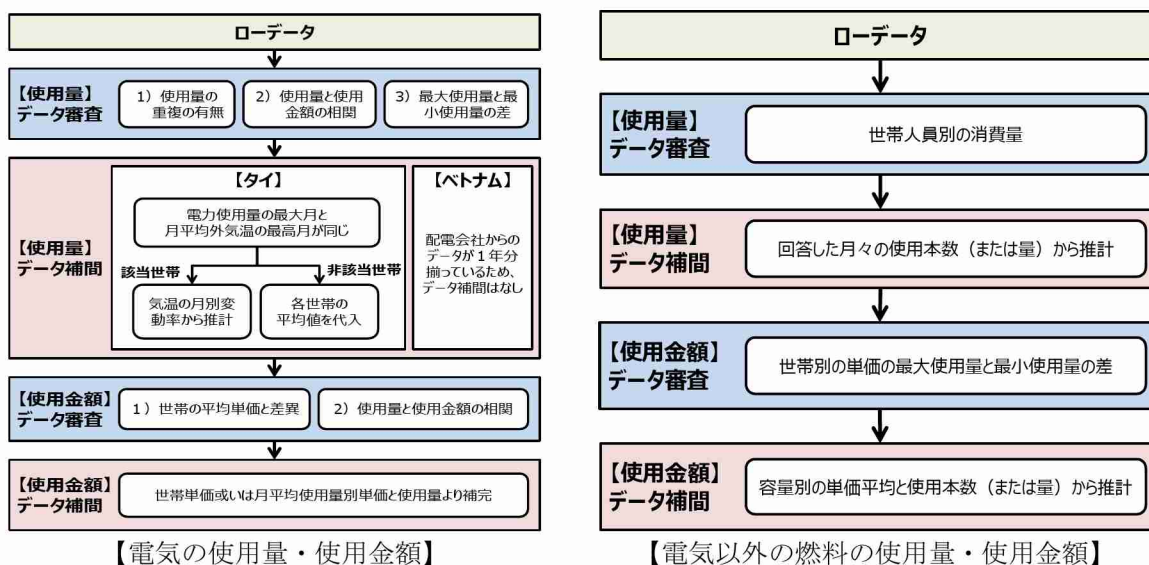 ローデータ
【使用量】
データ審査
1）使用量の
重複の有無
2）使用量と使用
金額の相関
3）最大使用量と最
小使用量の差
【使用量】
データ補間
【タイ】
電力使用量の最大月と
月平均外気温の最高月が同じ
該当世帯
非該当世帯
気温の月別変
動率から推計
各世帯の
平均値を代入
【ベトナム】
配電会社からの
データが１年分
揃っているため、
データ補間はなし
【使用金額】
データ審査
1）世帯の平均単価と差異
2）使用量と使用金額の相関
【使用金額】
データ補間
世帯単価或いは月平均使用量別単価と使用量より補完
【電気の使用量・使用金額】
ローデータ
【使用量】
データ審査
世帯人員別の消費量
【使用量】
データ補間
回答した月々の使用本数（または量）から推計
【使用金額】
データ審査
世帯別の単価の最大使用量と最小使用量の差
【使用金額】
データ補間
容量別の単価平均と使用本数（または量）から推計
【電気以外の燃料の使用量・使用金額】